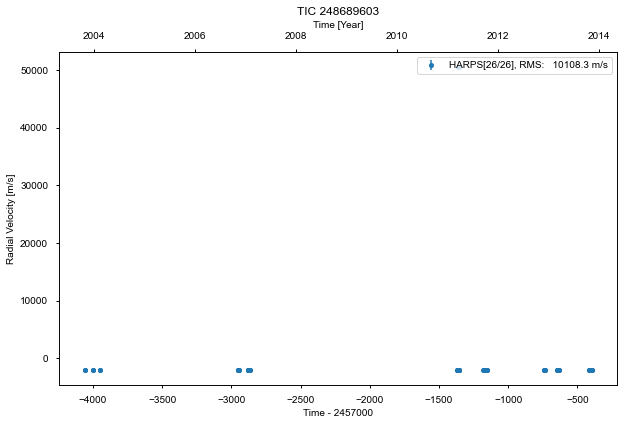 TIC 248689603
Time [Year]
2004 2006 2008 2010 2012 2014
HARPS[26/26], RMS: 10108.3 m/s
50000
40000
30000
20000
10000
0
Radial Velocity [m/s]
−4000 −3500 −3000 −2500 −2000 −1500 −1000 −500
Time - 2457000